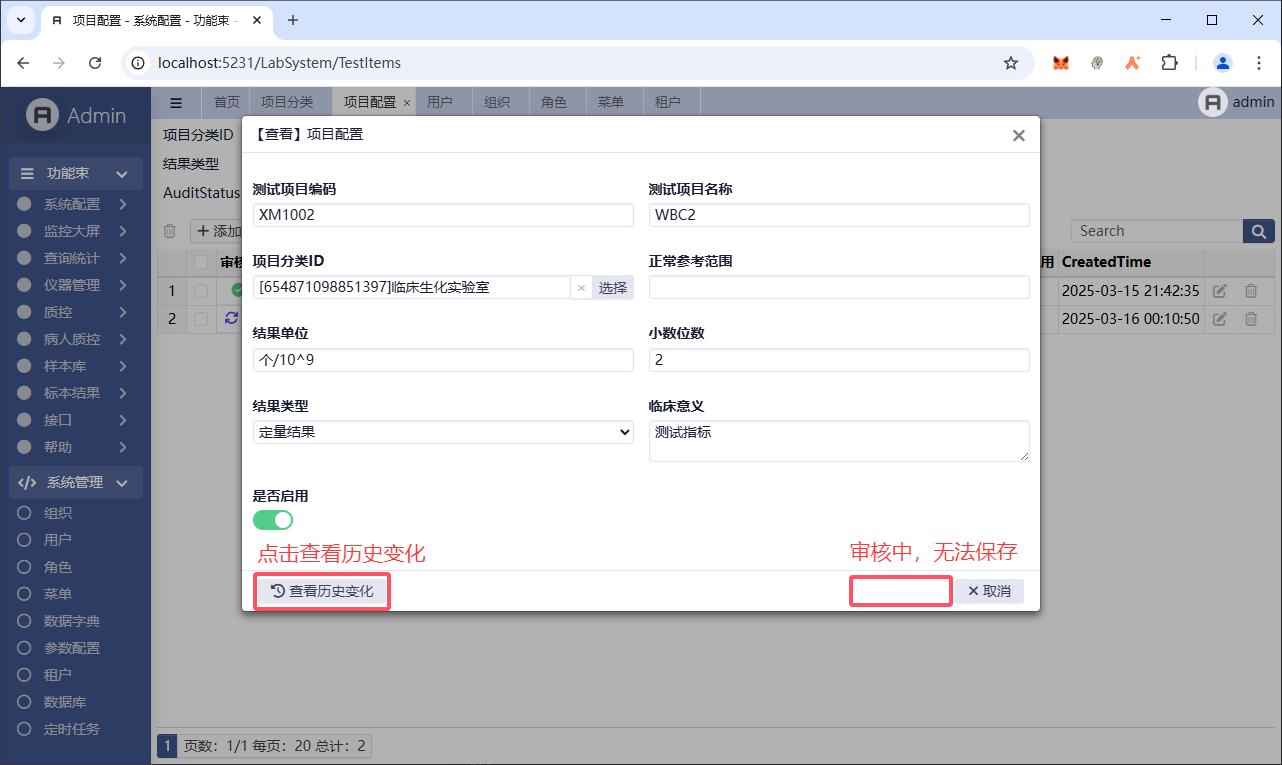 项目配置 - 系统配置 - 功能束 -
localhost:5231/LabSystem/TestItems
Admin
首页 项目分类 项目配置 × 用户 组织 角色 菜单 租户
admin
功能束
系统配置
监控大屏
查询统计
仪器管理
质控
病人质控
样本库
标本结果
接口
帮助
系统管理
组织
用户
角色
菜单
数据字典
参数配置
租户
数据库
定时任务
项目分类ID
结果类型
AuditStatus
添加
Search
审核
用 CreatedTime
1 2025-03-15 21:42:35
2 2025-03-16 00:10:50
【查看】项目配置
测试项目编码 测试项目名称
XM1002 WBC2
项目分类ID 正常参考范围
[654871098851397]临床生化实验室 × 选择
结果单位 小数位数
个/10^9 2
结果类型 临床意义
定量结果 测试指标
是否启用
点击查看历史变化 审核中，无法保存
查看历史变化 取消
1 页数：1/1 每页：20 总计：2